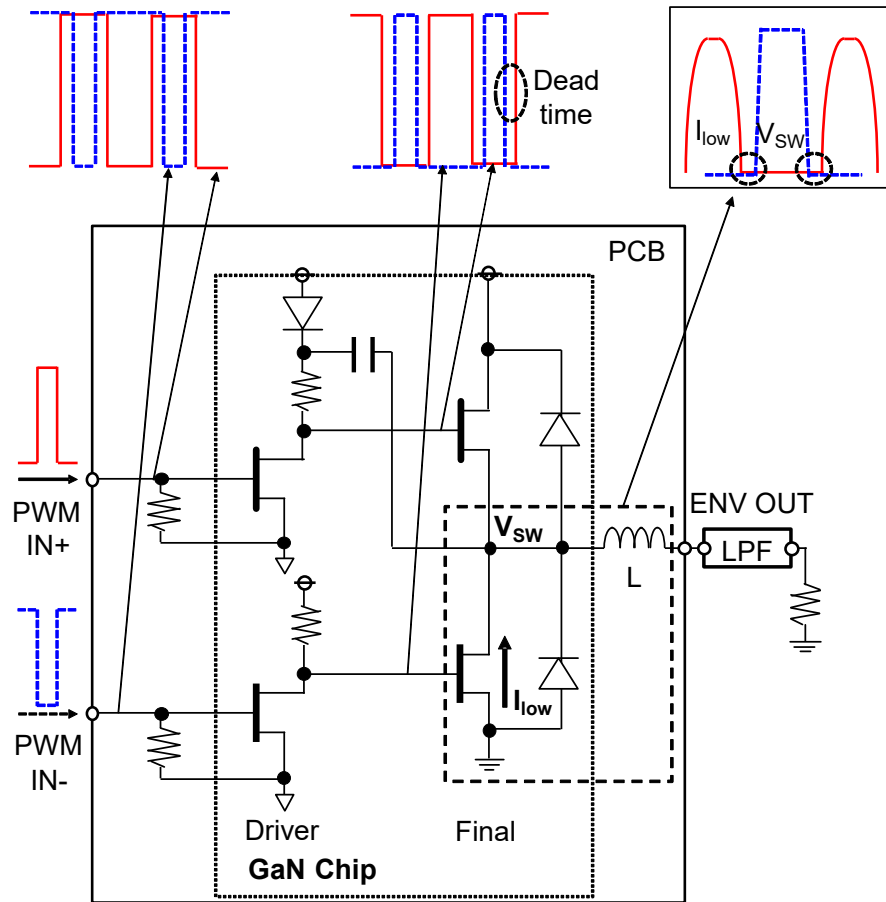 Dead
time
I_low
V_SW
PCB
PWM
IN+
V_SW
ENV OUT
LPF
L
I_low
PWM
IN-
Driver
Final
GaN Chip